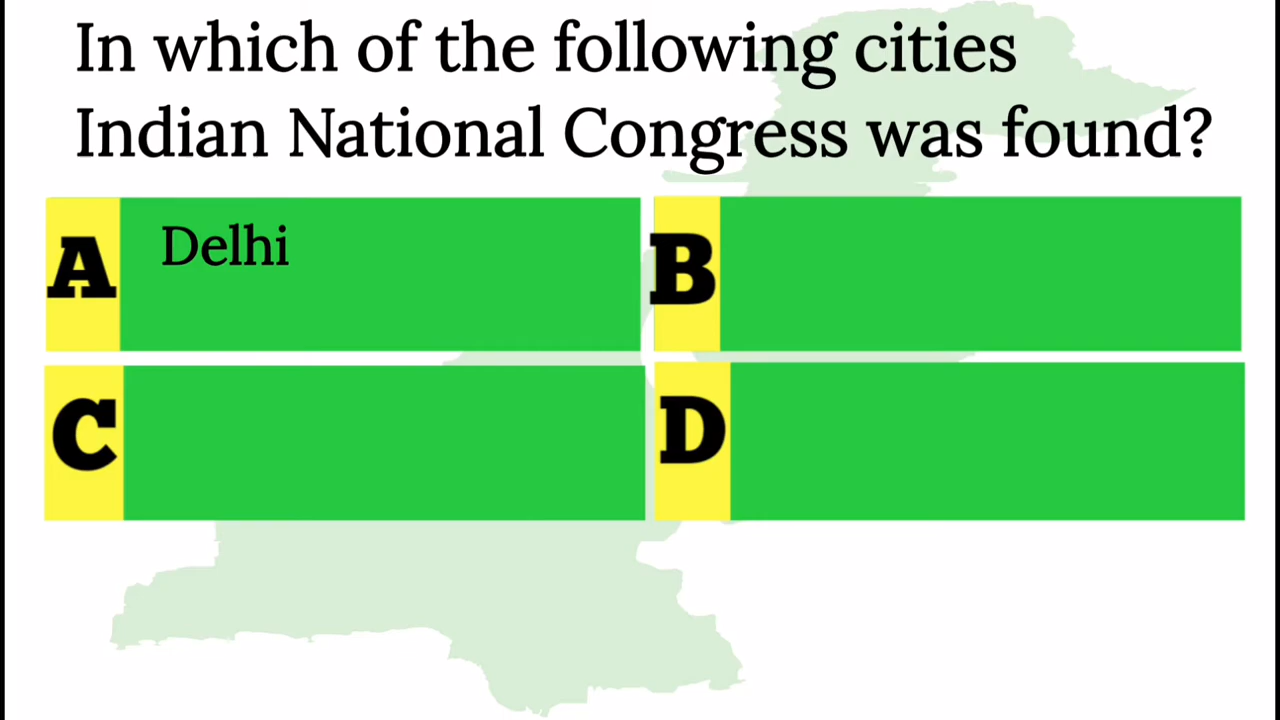 In which of the following cities
Indian National Congress was found?
A Delhi
B
C
D